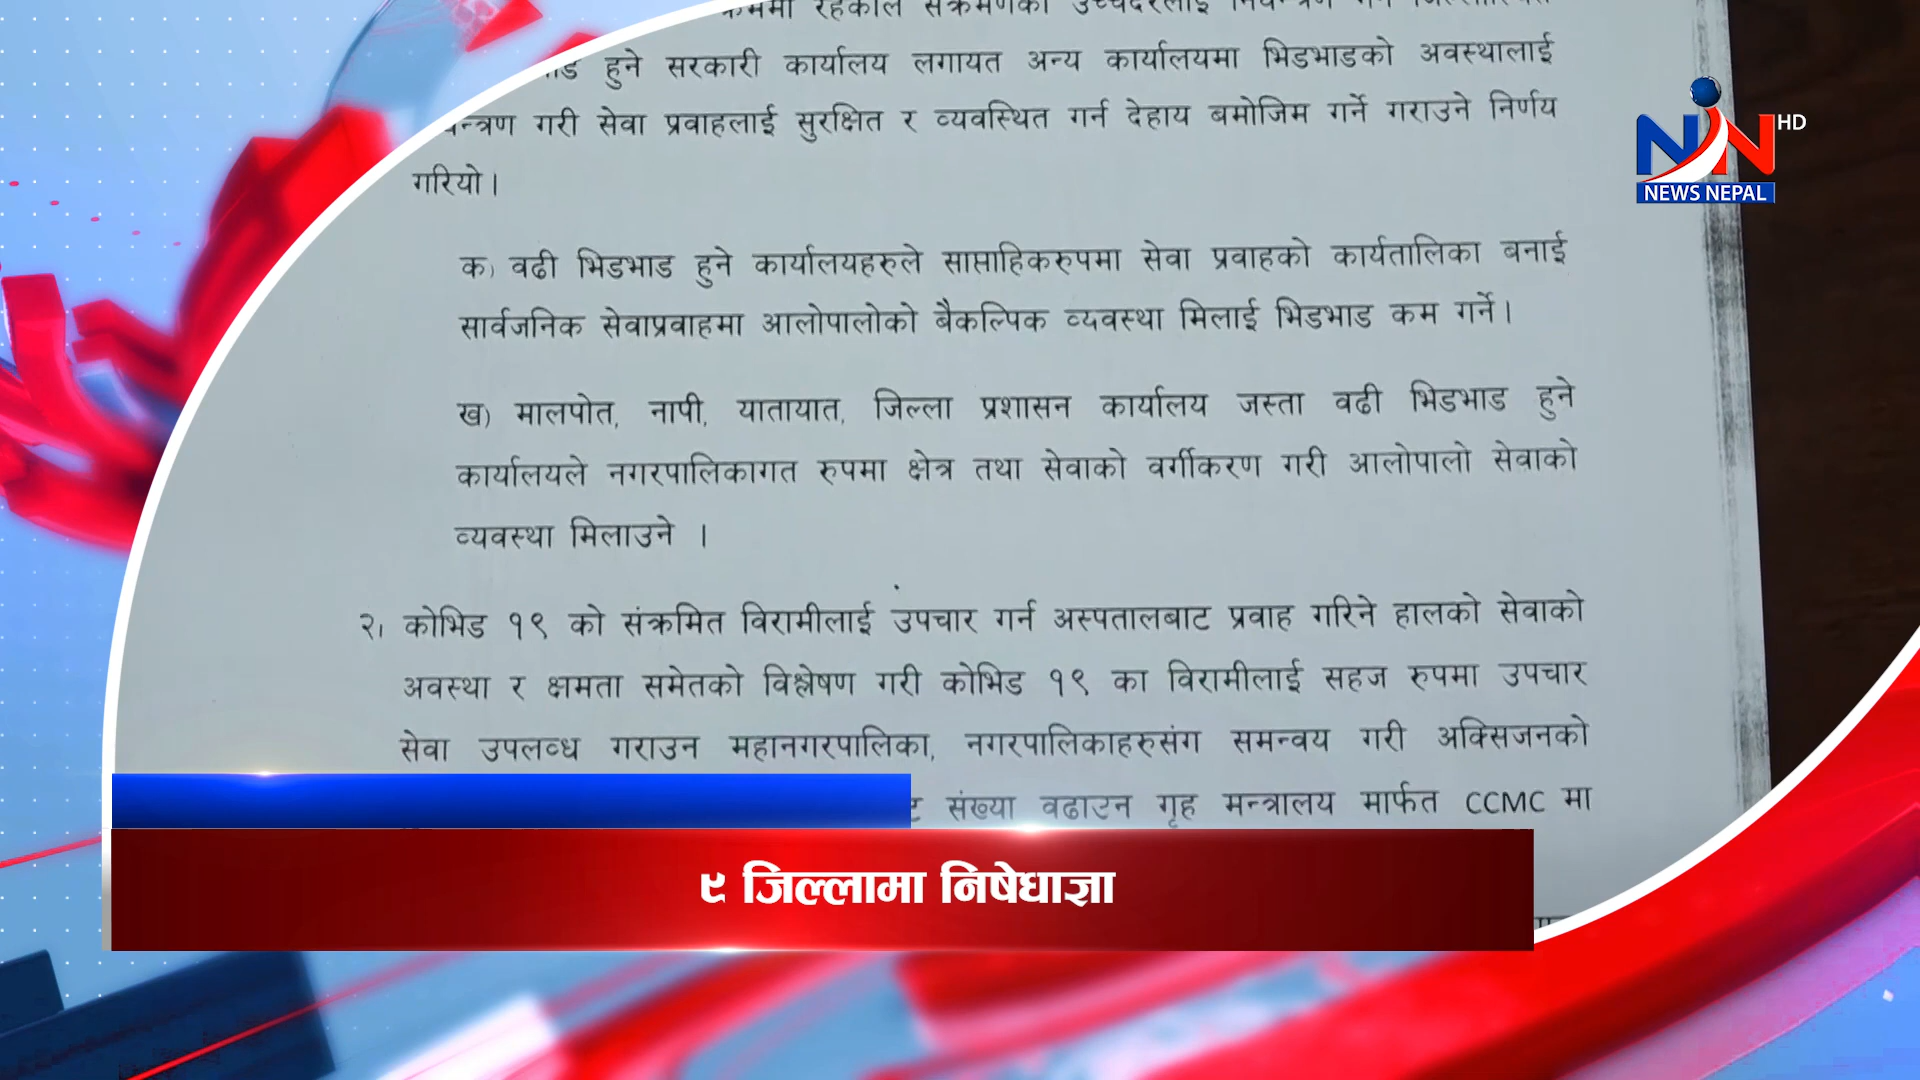 हुने सरकारी कार्यालय लगायत अन्य कार्यालयमा भिडभाडको अवस्थालाई
गरी सेवा प्रवाहलाई सुरक्षित र व्यवस्थित गर्न देहाय बमोजिम गर्ने गराउने निर्णय
गरियो।
क) वढी भिडभाड हुने कार्यालयहरुले साप्ताहिकरुपमा सेवा प्रवाहको कार्यतालिका बनाई
सार्वजनिक सेवाप्रवाहमा आलोपालोको बैकल्पिक व्यवस्था मिलाई भिडभाड कम गर्ने।
ख) मालपोत, नापी, यातायात, जिल्ला प्रशासन कार्यालय जस्ता वढी भिडभाड हुने
कार्यालयले नगरपालिकागत रुपमा क्षेत्र तथा सेवाको वर्गीकरण गरी आलोपालो सेवाको
व्यवस्था मिलाउने ।
२। कोभिड १९ को संक्रमित विरामीलाई उपचार गर्न अस्पतालबाट प्रवाह गरिने हालको सेवाको
अवस्था र क्षमता समेतको विश्लेषण गरी कोभिड १९ का विरामीलाई सहज रुपमा उपचार
सेवा उपलव्ध गराउन महानगरपालिका, नगरपालिकाहरुसंग समन्वय गरी अक्सिजनको
संख्या वढाउन गृह मन्त्रालय मार्फत CCMC मा
९ जिल्लामा निषेधाज्ञा
NN HD
NEWS NEPAL